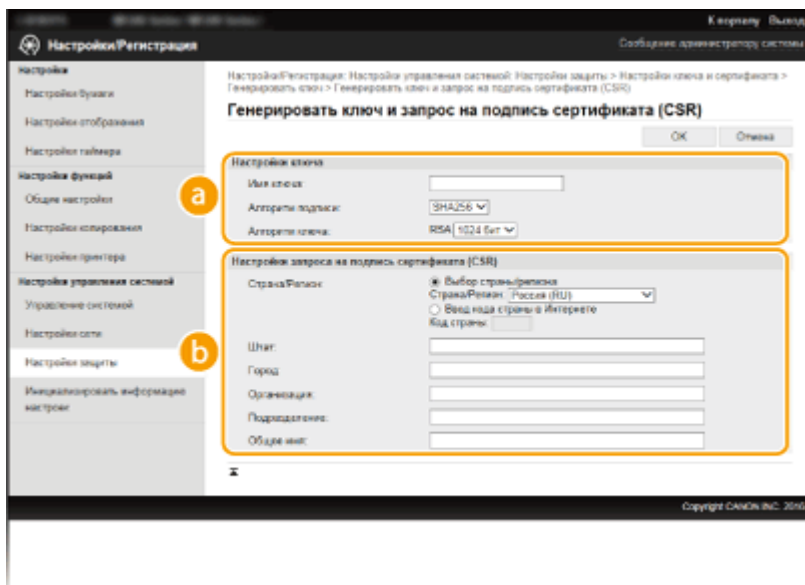 К порталу Выход
Настройки/Регистрация
Сообщение администратору системы
Настройки
Настройки бумаги
Настройки отображения
Настройки таймера
Настройки функций
Общие настройки
Настройки копирования
Настройки принтера
Настройки управления системой
Управление системой
Настройки сети
Настройки защиты
Инициализировать информацию
настроек
Настройки/Регистрация: Настройки управления системой: Настройки защиты > Настройки ключа и сертификата >
Генерировать ключ > Генерировать ключ и запрос на подпись сертификата (CSR)
Генерировать ключ и запрос на подпись сертификата (CSR)
OK Отмена
a
Настройки ключа
Имя ключа:
Алгоритм подписи: SHA256
Алгоритм ключа: RSA 1024 бит
b
Настройки запроса на подпись сертификата (CSR)
Страна/Регион: Выбор страны/региона
Страна/Регион: Россия (RU)
Ввод кода страны в Интернете
Код страны:
Штат:
Город:
Организация:
Подразделение:
Общее имя:
Copyright CANON INC. 2016